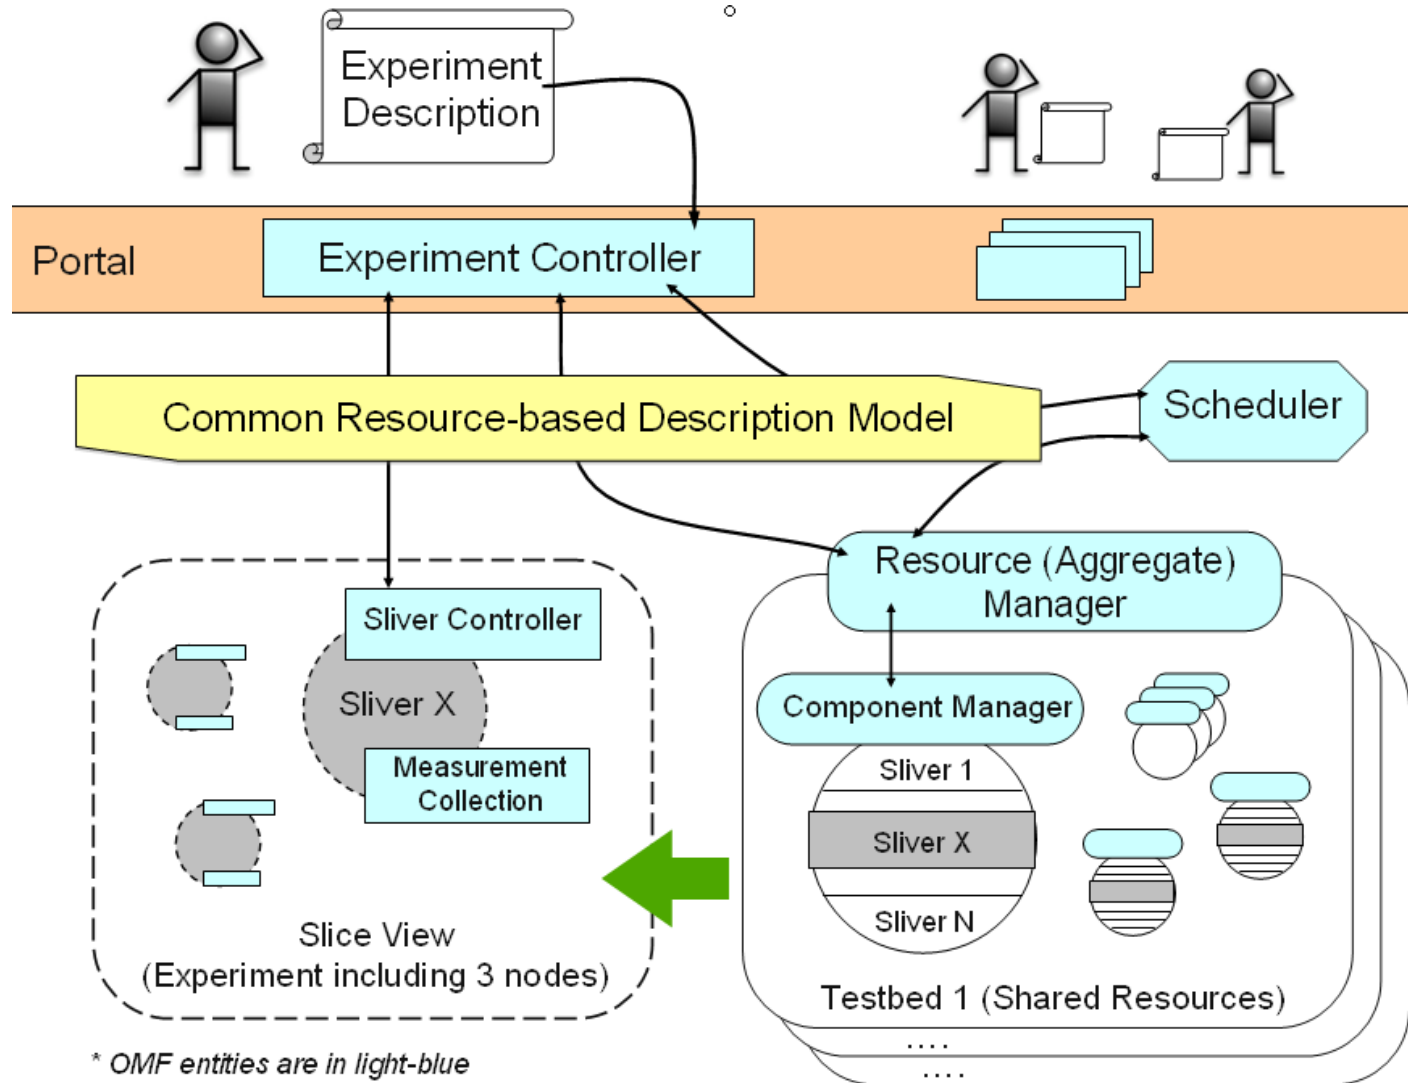 Experiment
Description
Portal
Experiment Controller
Common Resource-based Description Model
Scheduler
Resource (Aggregate)
Manager
Sliver Controller
Sliver X
Measurement
Collection
Component Manager
Sliver 1
Sliver X
Sliver N
Slice View
(Experiment including 3 nodes)
Testbed 1 (Shared Resources)
....
....
* OMF entities are in light-blue